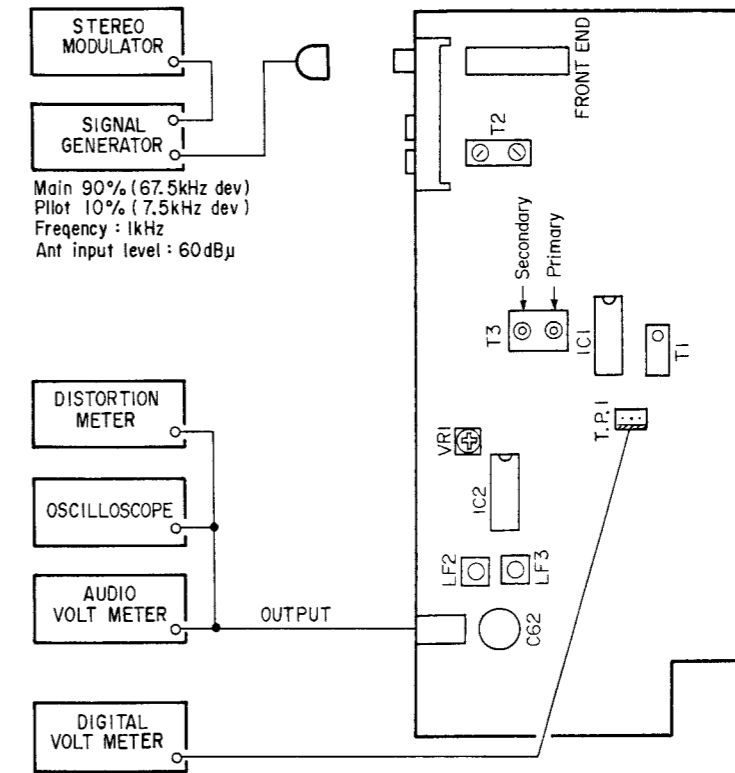 STEREO
MODULATOR
SIGNAL
GENERATOR
Main 90% (67.5kHz dev)
Pilot 10% (7.5kHz dev)
Freqency : 1kHz
Ant input level : 60dBμ
FRONT END
T2
Secondary
Primary
T3
IC1
T1
T.P.1
DISTORTION
METER
VR1
IC2
OSCILLOSCOPE
LF2
LF3
AUDIO
VOLT METER
OUTPUT
C62
DIGITAL
VOLT METER